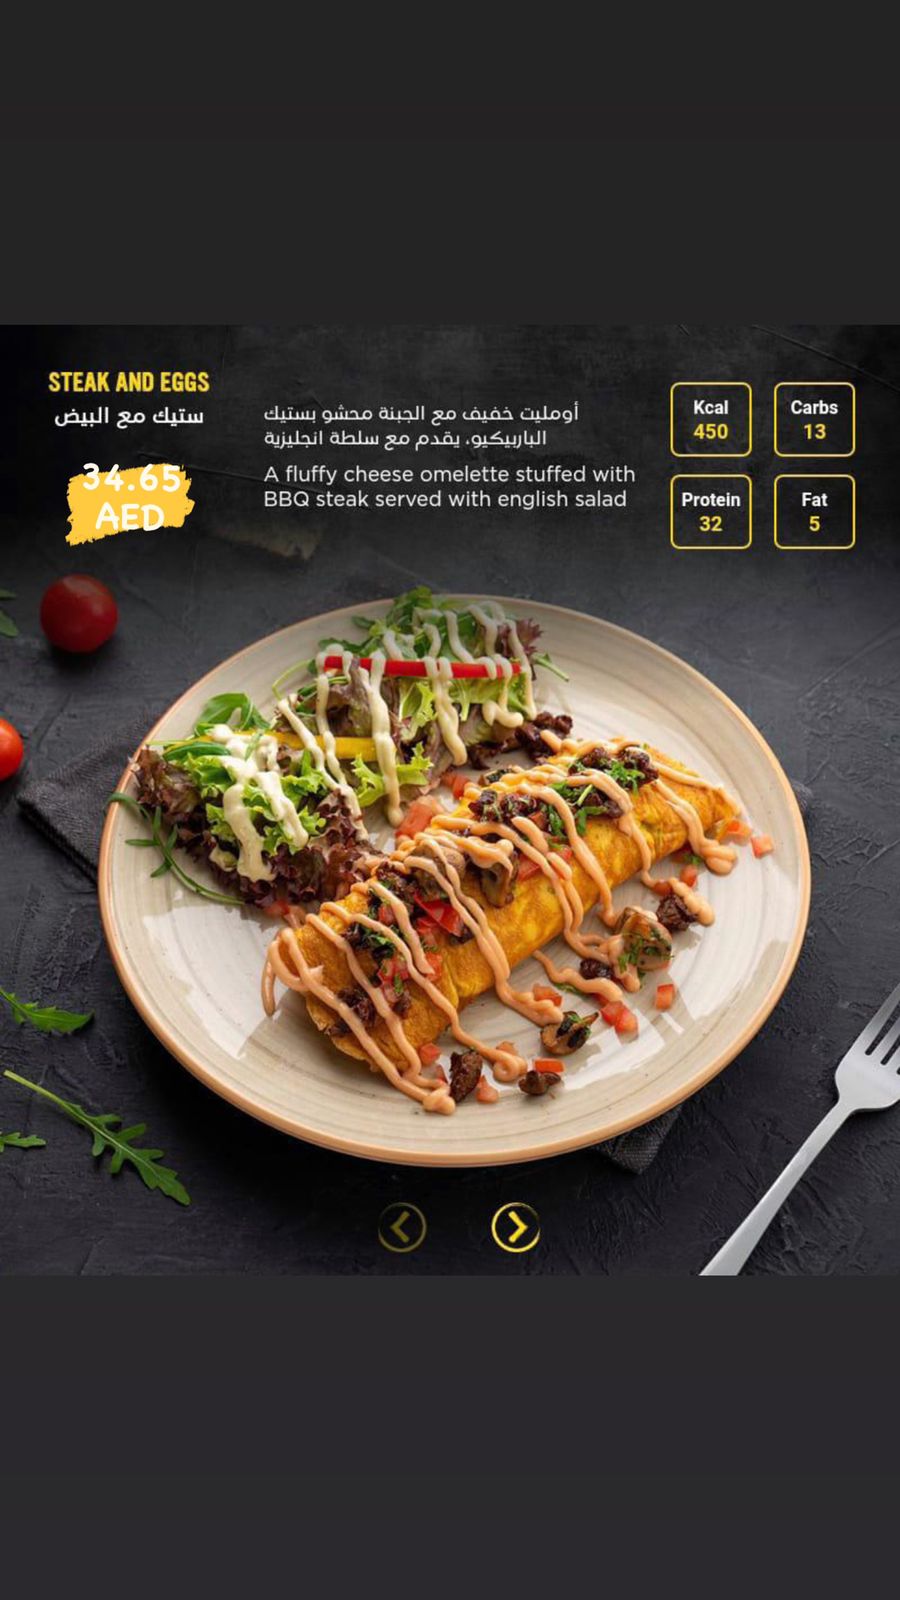 STEAK AND EGGS
ستيك مع البيض
34.65
AED
أومليت خفيف مع الجبنة محشو بستيك
الباربيكيو، يقدم مع سلطة انجليزية
A fluffy cheese omelette stuffed with
BBQ steak served with english salad
Kcal
450
Carbs
13
Protein
32
Fat
5